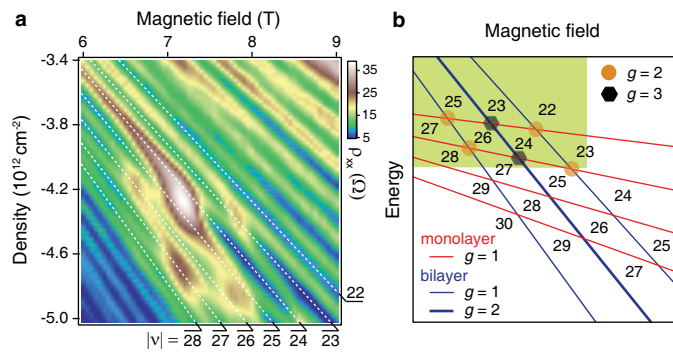 a
Magnetic field (T)
6 7 8 9
-3.4
-3.8
-4.2
-4.6
-5.0
Density (10¹² cm⁻²)
35
25
15
5
ρxx (Ω)
22
|ν| = 28 27 26 25 24 23
b
Magnetic field
Energy
g = 2
g = 3
25 23 22
27 26 24 23
28 27 25
29 28 24
30 29 26 25
27
monolayer
g = 1
bilayer
g = 1
g = 2